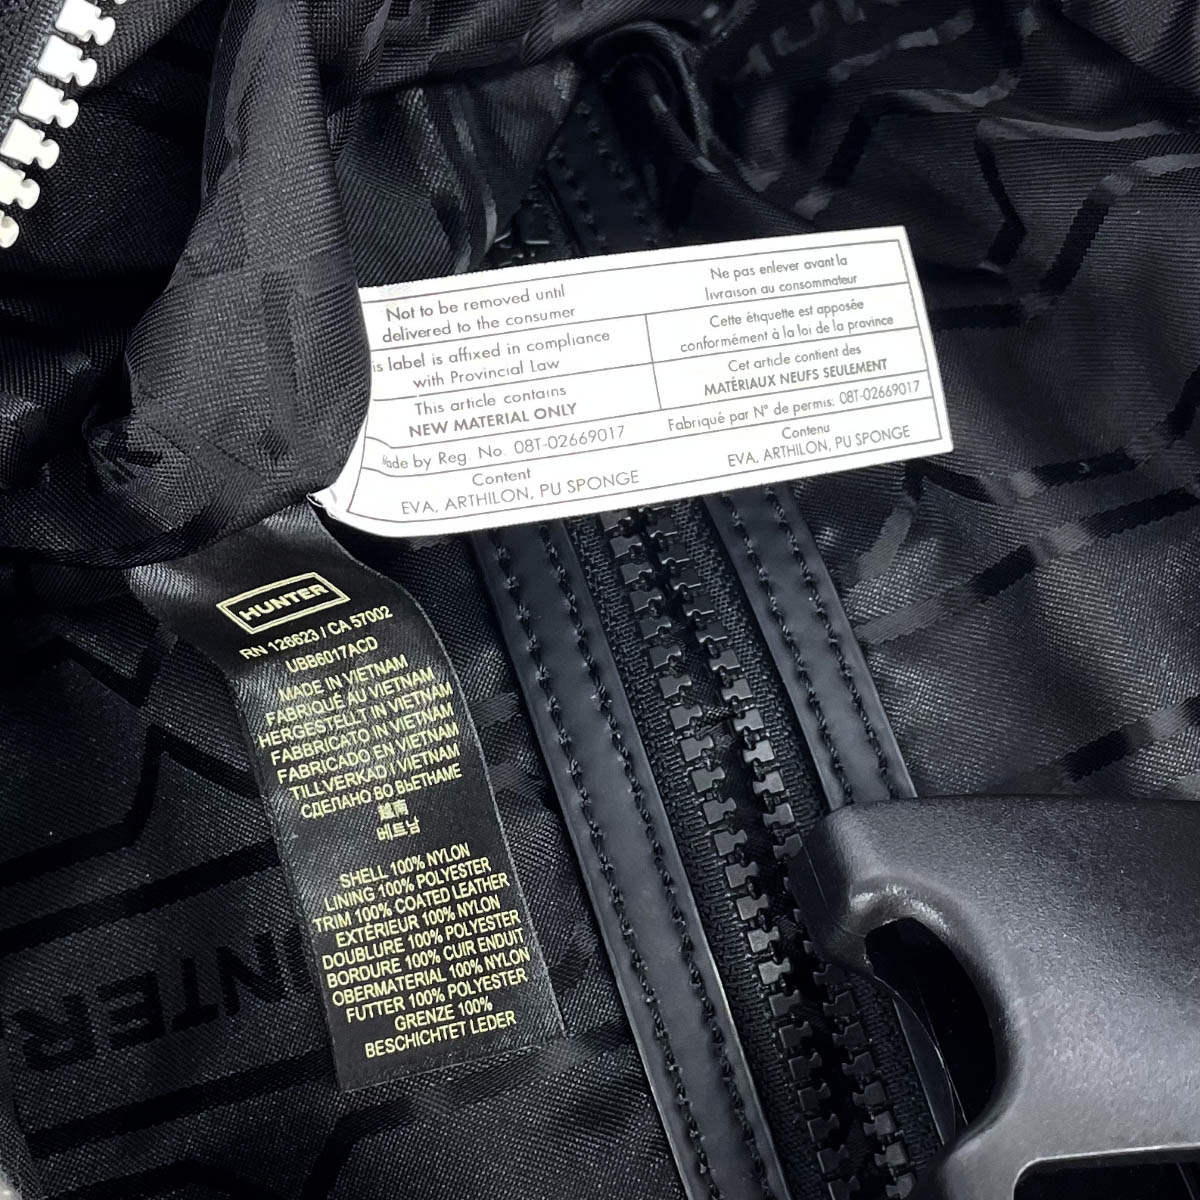 Not to be removed until
delivered to the consumer
is label is affixed in compliance
with Provincial Law
This article contains
NEW MATERIAL ONLY
Made by Reg. No. 08T-02669017
Content
EVA, ARTHILON, PU SPONGE
Ne pas enlever avant la
livraison au consommateur
Cette étiquette est apposée
conformément à la loi de la province
Cet article contient des
MATÉRIAUX NEUFS SEULEMENT
Fabriqué par N° de permis: 08T-02669017
Contenu
EVA, ARTHILON, PU SPONGE
HUNTER
RN 126623 / CA 57002
UBB6017ACD
MADE IN VIETNAM
FABRIQUÉ AU VIETNAM
HERGESTELLT IN VIETNAM
FABBRICATO IN VIETNAM
FABRICADO EN VIETNAM
TILLVERKAD I VIETNAM
СДЕЛАНО ВО ВЬЕТНАМЕ
越南
베트남
SHELL 100% NYLON
LINING 100% POLYESTER
TRIM 100% COATED LEATHER
EXTÉRIEUR 100% NYLON
DOUBLURE 100% POLYESTER
BORDURE 100% CUIR ENDUIT
OBERMATERIAL 100% NYLON
FUTTER 100% POLYESTER
GRENZE 100%
BESCHICHTET LEDER
UNTER